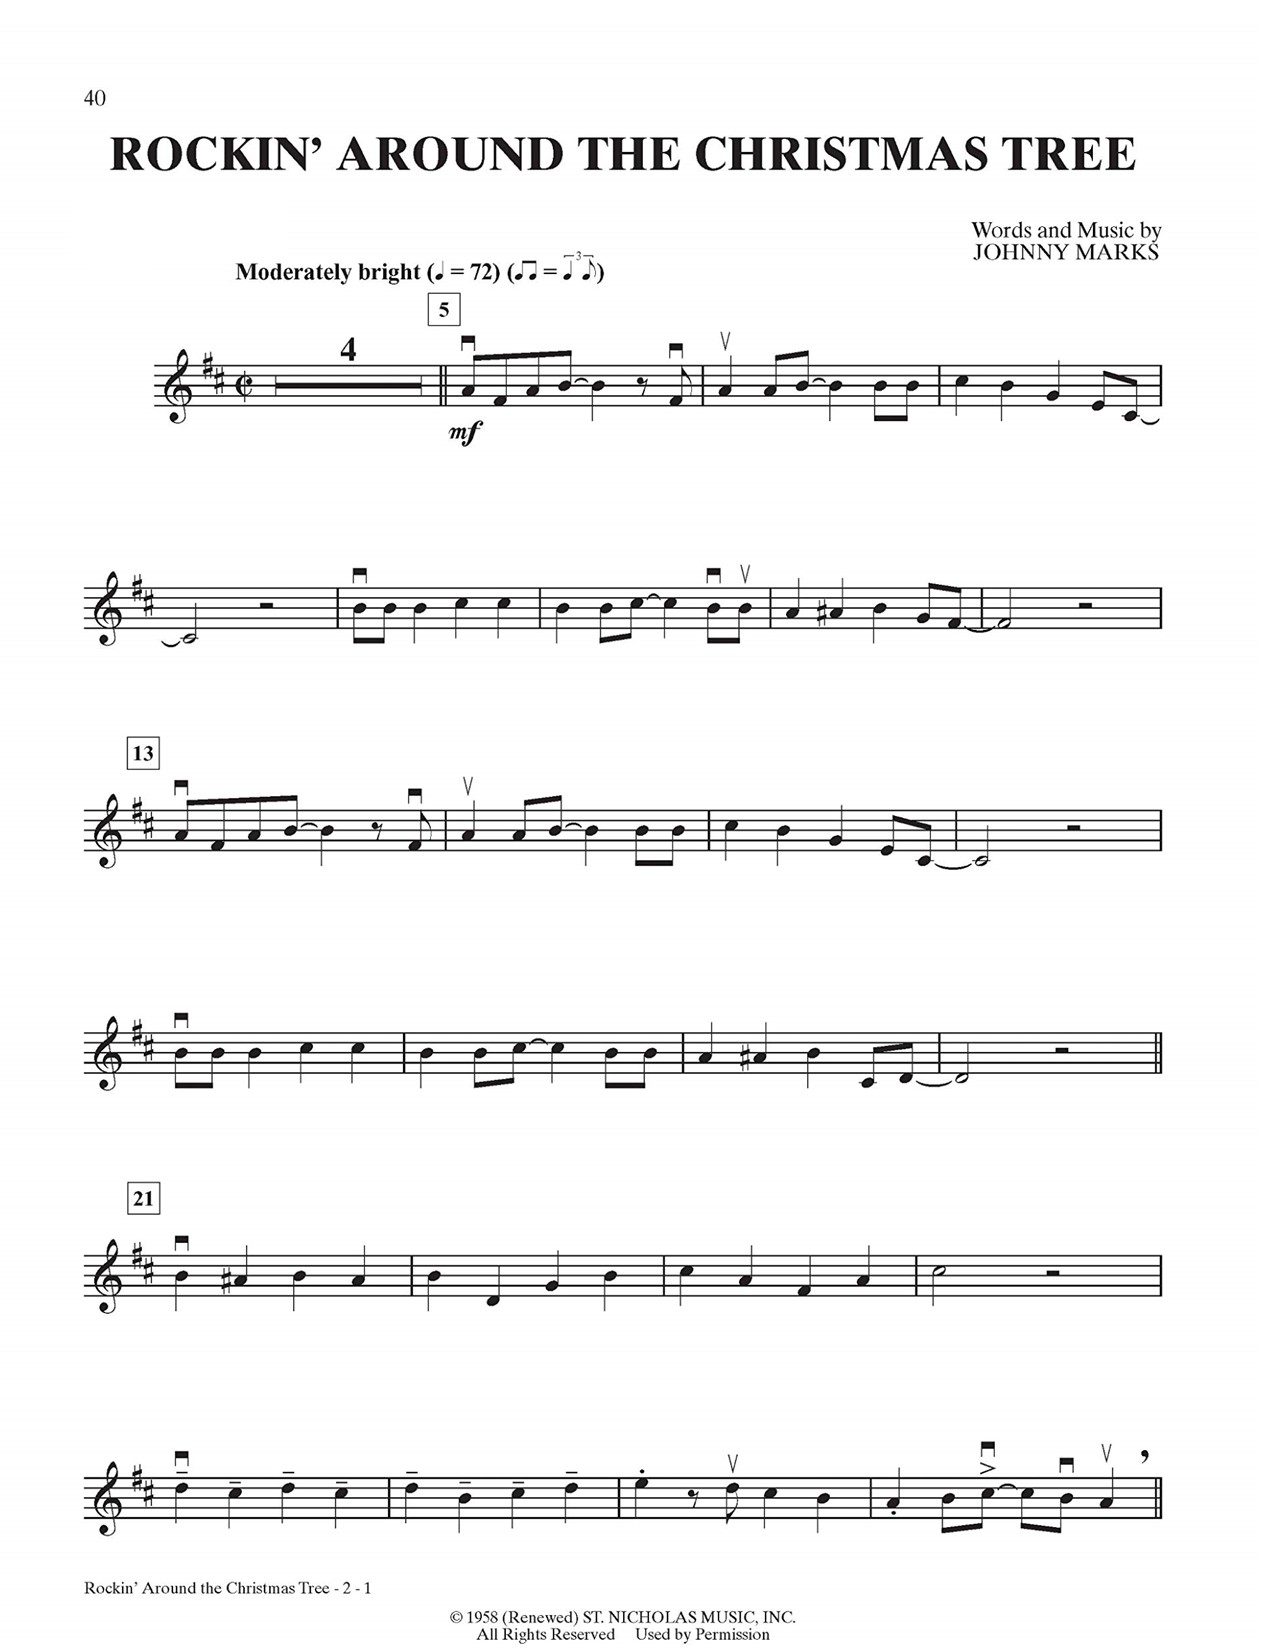 40
ROCKIN’ AROUND THE CHRISTMAS TREE
Words and Music by
JOHNNY MARKS
Moderately bright (♩ = 72) (♫ = ♩ ♪) 3
5
4
mf
13
21
Rockin’ Around the Christmas Tree - 2 - 1
© 1958 (Renewed) ST. NICHOLAS MUSIC, INC.
All Rights Reserved Used by Permission